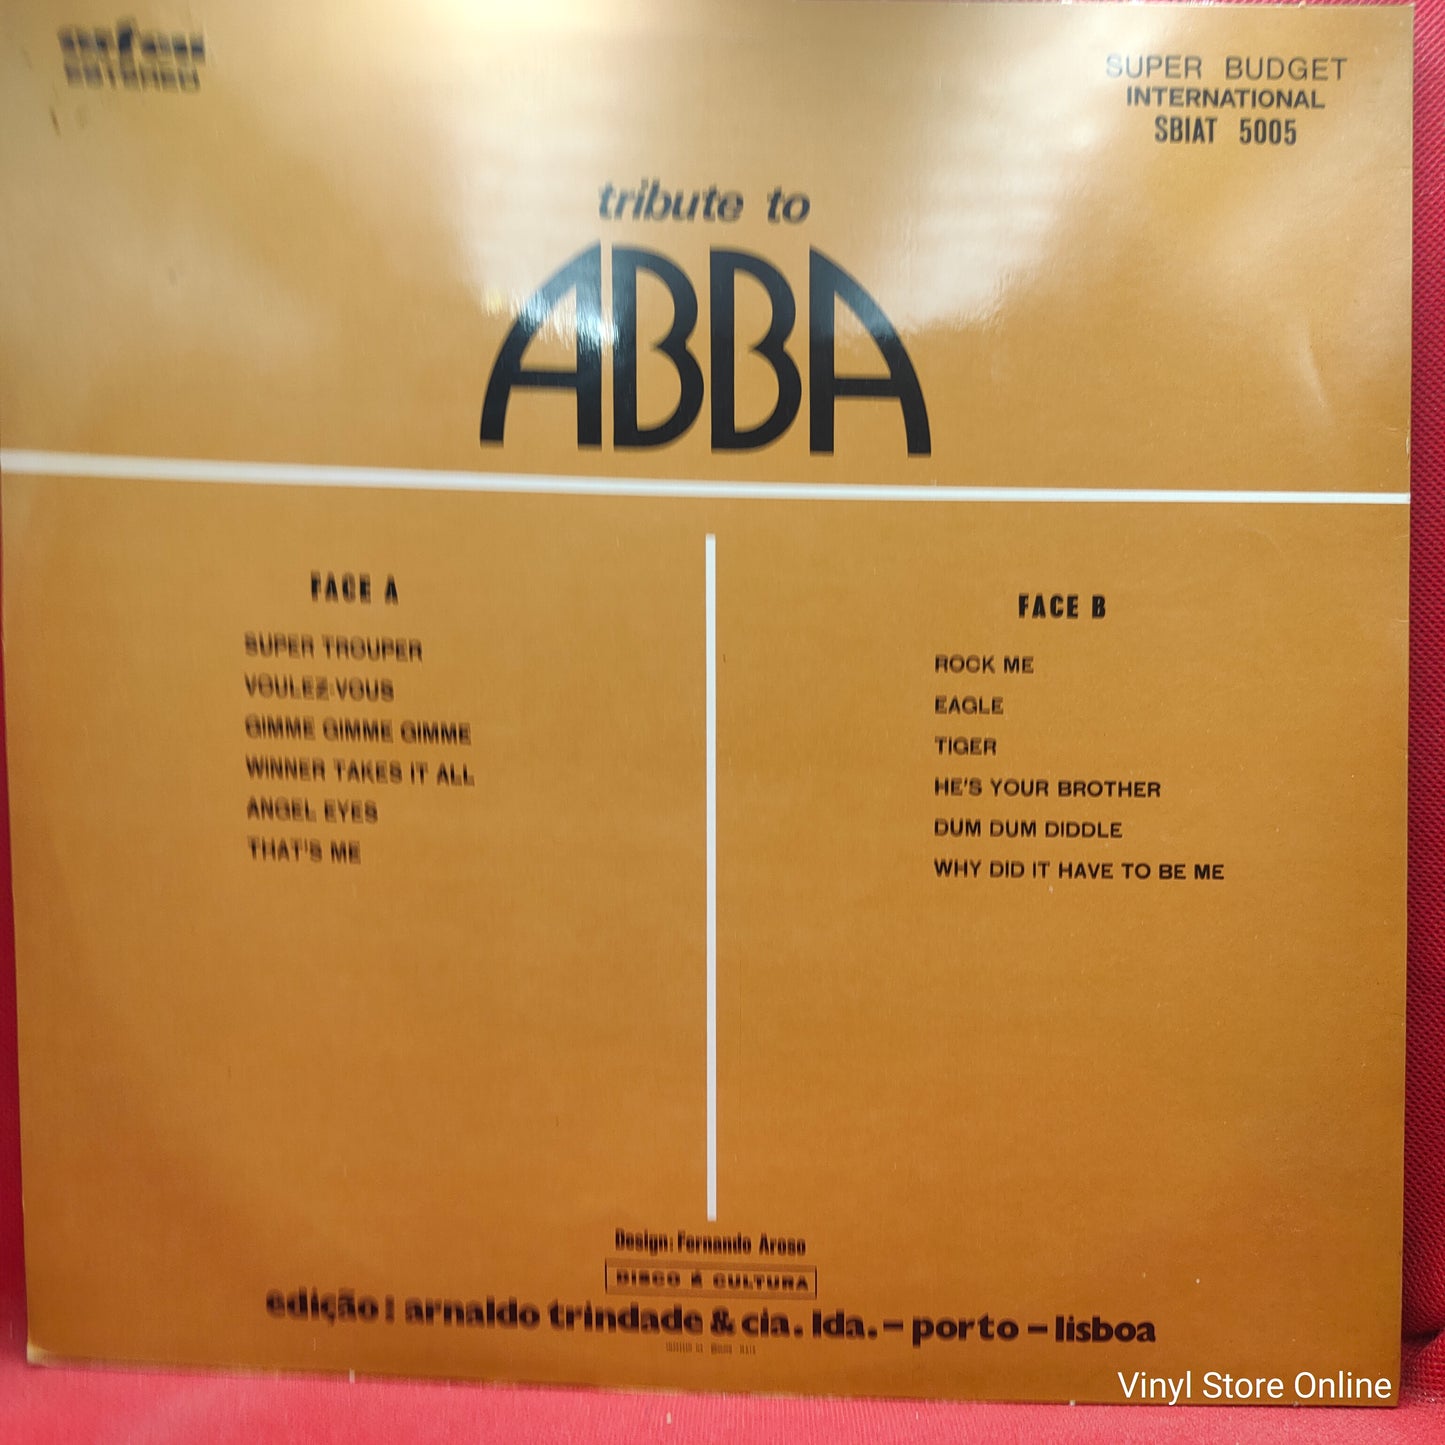 orfeu
ESTEREO
SUPER BUDGET
INTERNATIONAL
SBIAT 5005
tribute to
ABBA
FACE A
SUPER TROUPER
VOULEZ-VOUS
GIMME GIMME GIMME
WINNER TAKES IT ALL
ANGEL EYES
THAT'S ME
FACE B
ROCK ME
EAGLE
TIGER
HE'S YOUR BROTHER
DUM DUM DIDDLE
WHY DID IT HAVE TO BE ME
Design: Fernando Aroso
DISCO É CULTURA
edição: arnaldo trindade & cia. lda. – porto – lisboa
Vinyl Store Online